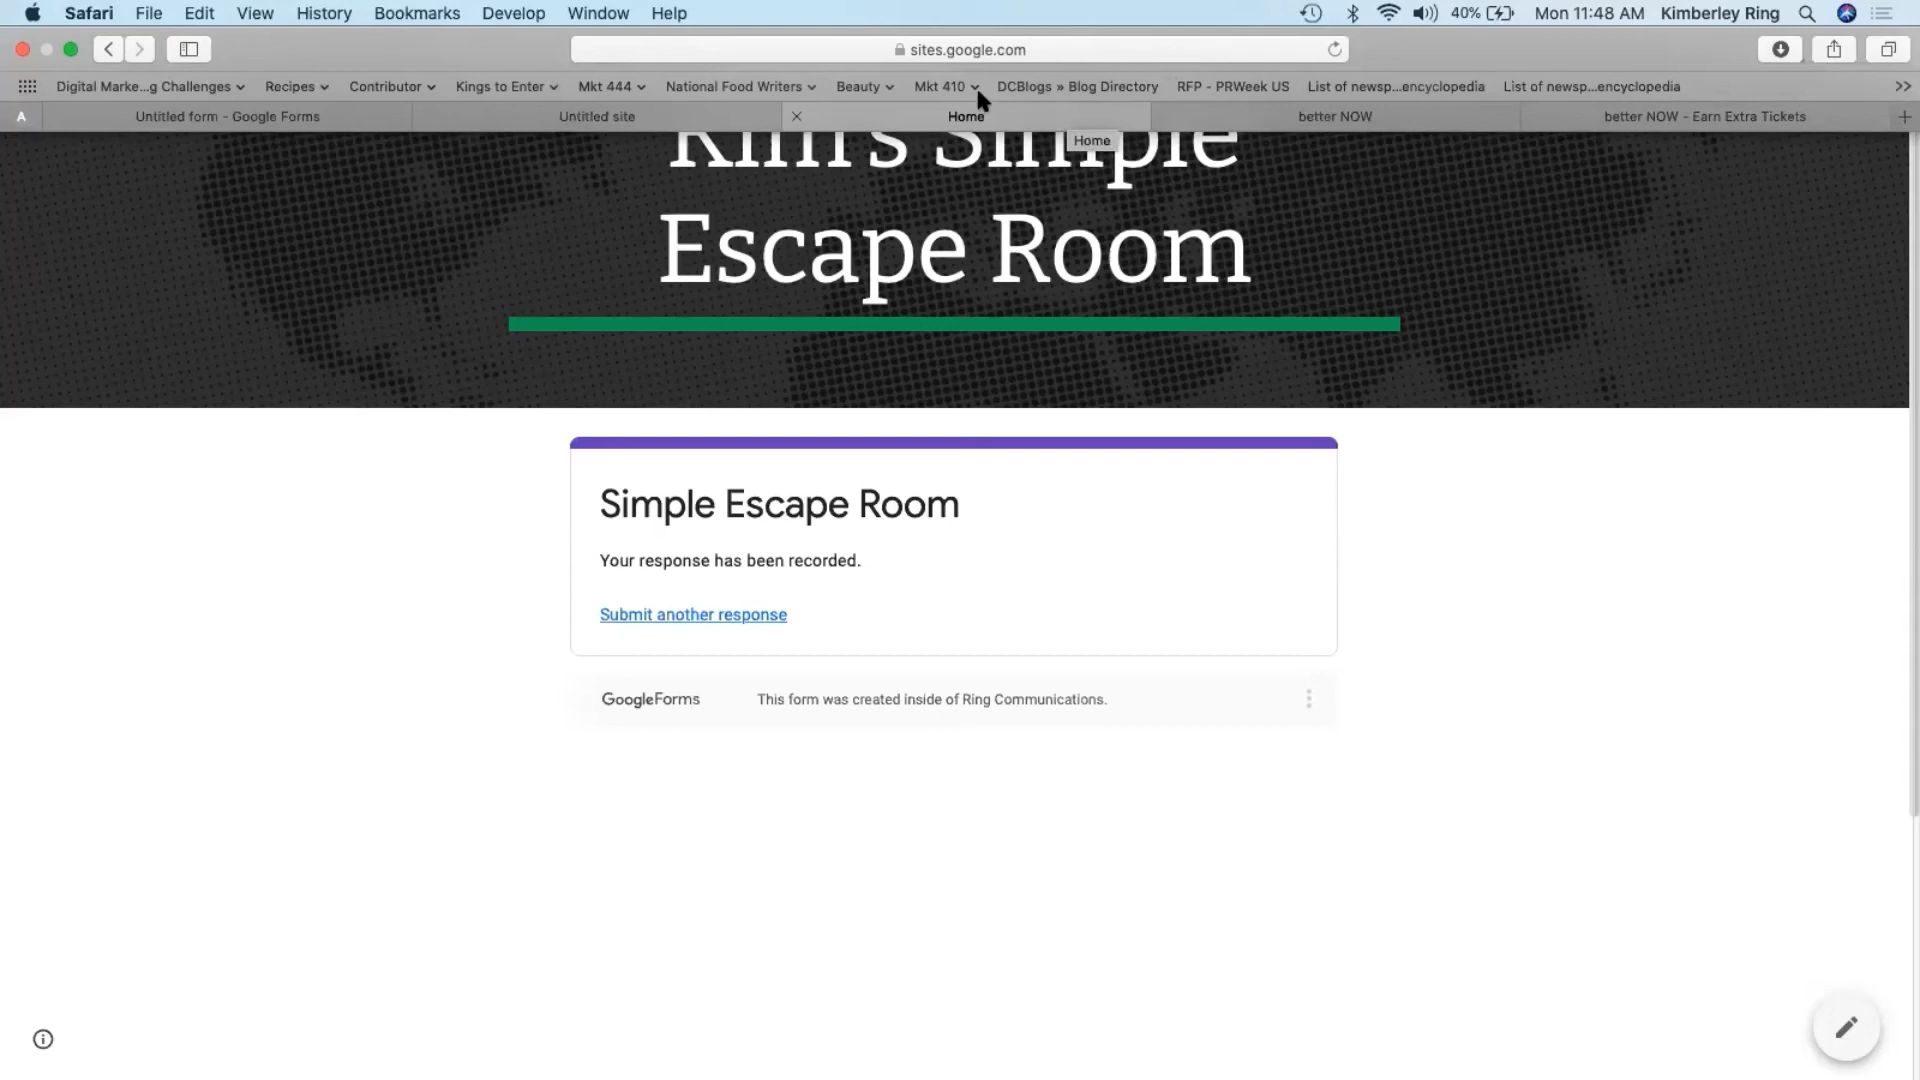 Safari File Edit View History Bookmarks Develop Window Help 40% Mon 11:48 AM Kimberley Ring
sites.google.com
Digital Marke...g Challenges Recipes Contributor Kings to Enter Mkt 444 National Food Writers Beauty Mkt 410 DCBlogs » Blog Directory RFP - PRWeek US List of newsp...encyclopedia List of newsp...encyclopedia >>
A Untitled form - Google Forms Untitled site Home better NOW better NOW - Earn Extra Tickets
Home
Kim's Simple
Escape Room
Simple Escape Room
Your response has been recorded.
Submit another response
GoogleForms This form was created inside of Ring Communications.